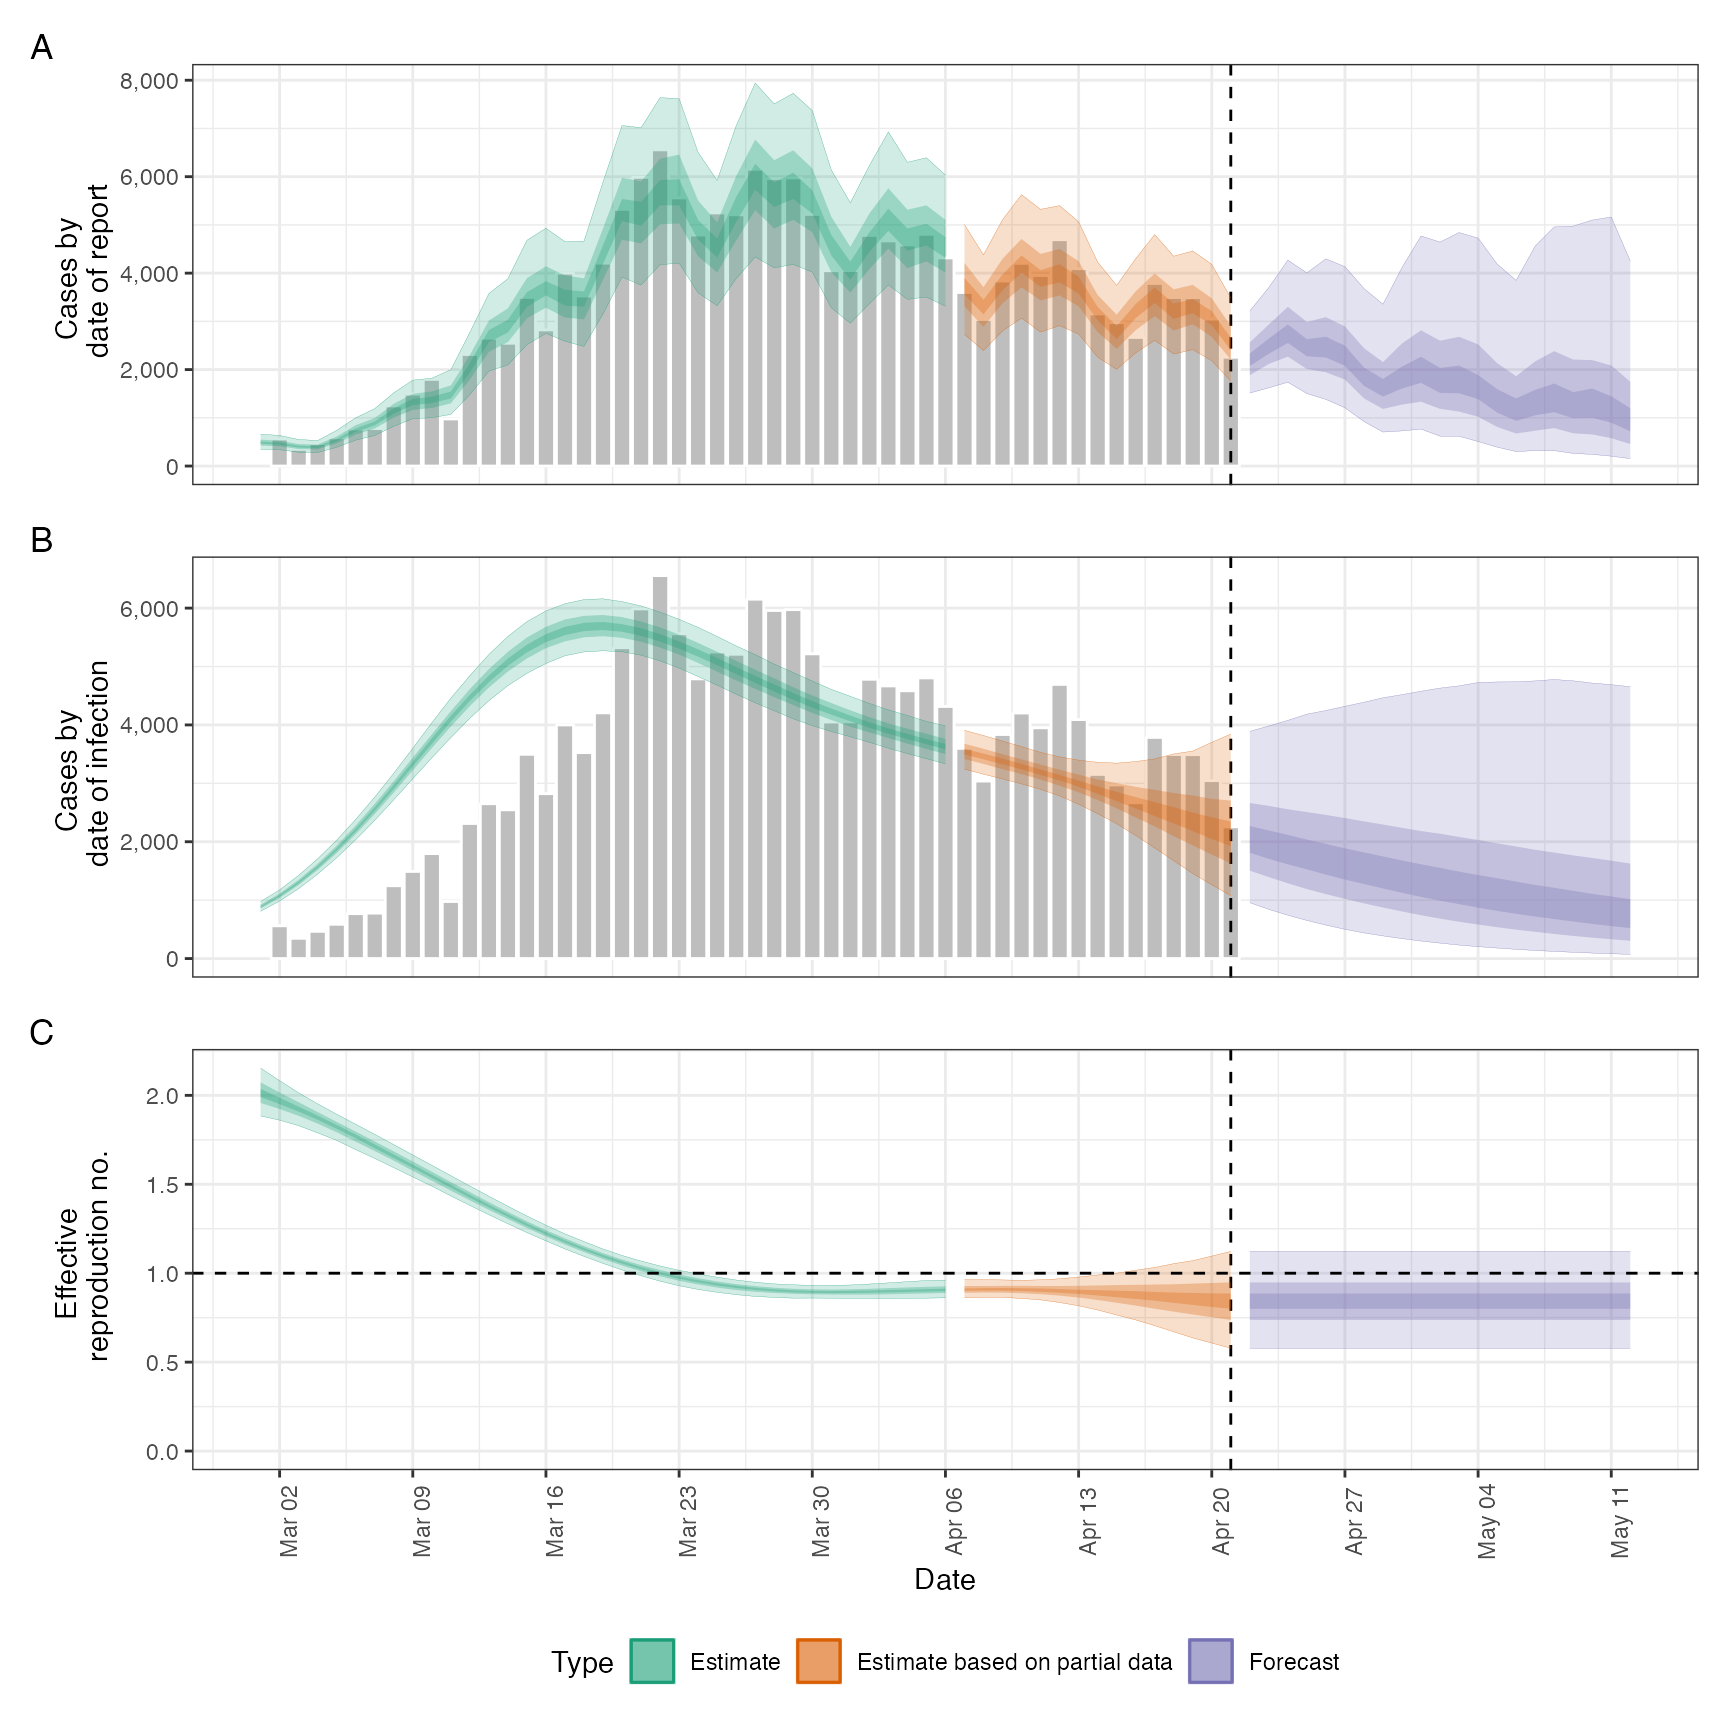 A
Cases by
date of report
8,000
6,000
4,000
2,000
0
B
Cases by
date of infection
6,000
4,000
2,000
0
C
Effective
reproduction no.
2.0
1.5
1.0
0.5
0.0
Mar 02
Mar 09
Mar 16
Mar 23
Mar 30
Apr 06
Apr 13
Apr 20
Apr 27
May 04
May 11
Date
Type Estimate Estimate based on partial data Forecast